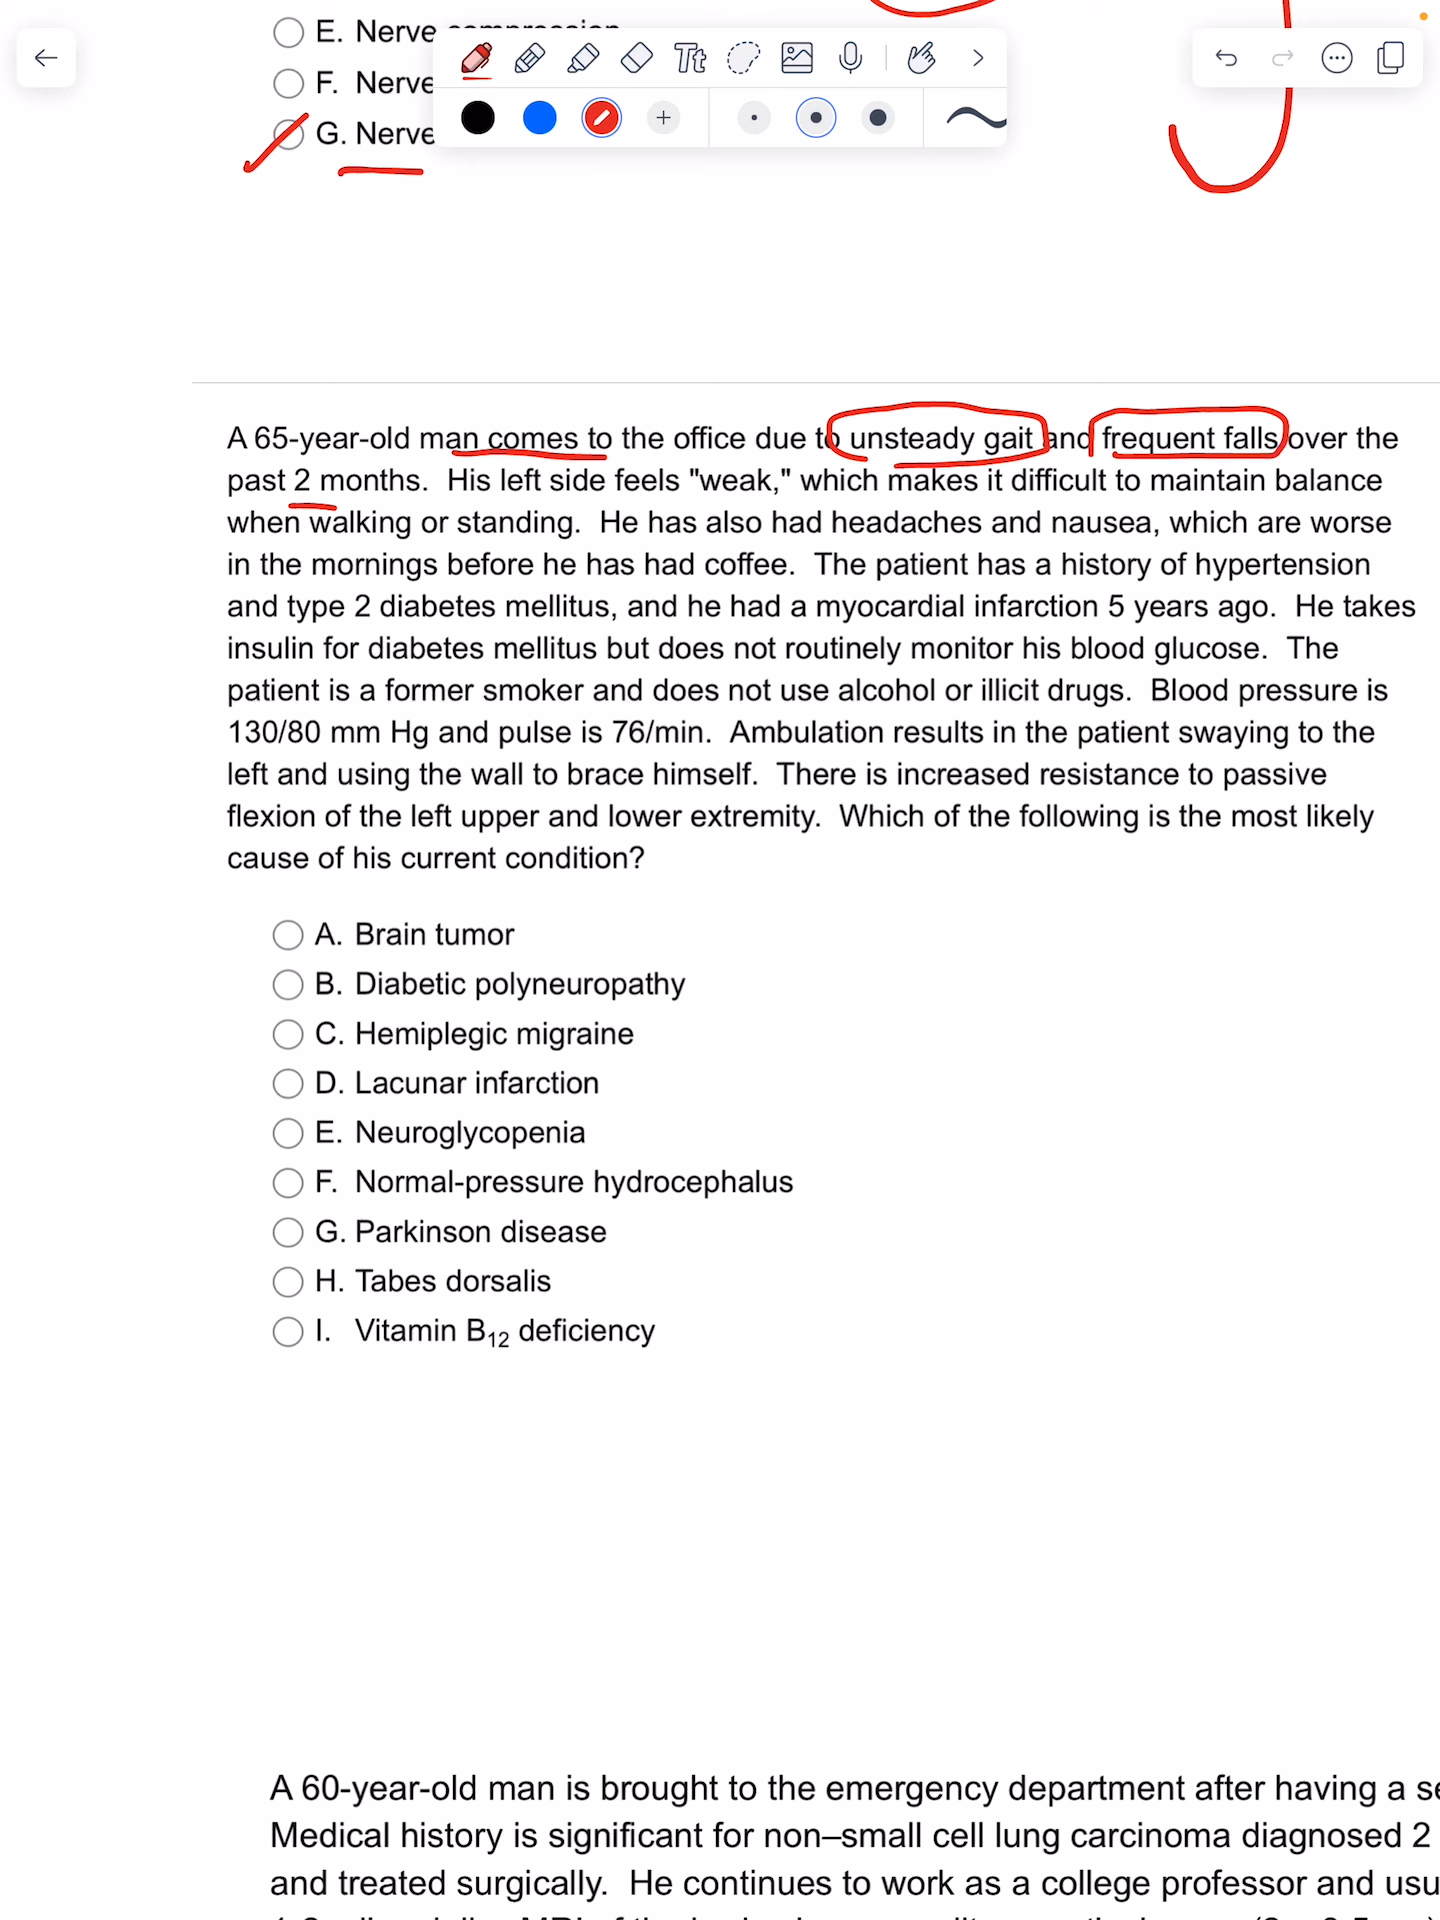 E. Nerve compression
F. Nerve
G. Nerve
Tt
A 65-year-old man comes to the office due to unsteady gait and frequent falls over the
past 2 months. His left side feels "weak," which makes it difficult to maintain balance
when walking or standing. He has also had headaches and nausea, which are worse
in the mornings before he has had coffee. The patient has a history of hypertension
and type 2 diabetes mellitus, and he had a myocardial infarction 5 years ago. He takes
insulin for diabetes mellitus but does not routinely monitor his blood glucose. The
patient is a former smoker and does not use alcohol or illicit drugs. Blood pressure is
130/80 mm Hg and pulse is 76/min. Ambulation results in the patient swaying to the
left and using the wall to brace himself. There is increased resistance to passive
flexion of the left upper and lower extremity. Which of the following is the most likely
cause of his current condition?
A. Brain tumor
B. Diabetic polyneuropathy
C. Hemiplegic migraine
D. Lacunar infarction
E. Neuroglycopenia
F. Normal-pressure hydrocephalus
G. Parkinson disease
H. Tabes dorsalis
I. Vitamin B12 deficiency
A 60-year-old man is brought to the emergency department after having a se
Medical history is significant for non–small cell lung carcinoma diagnosed 2
and treated surgically. He continues to work as a college professor and usu